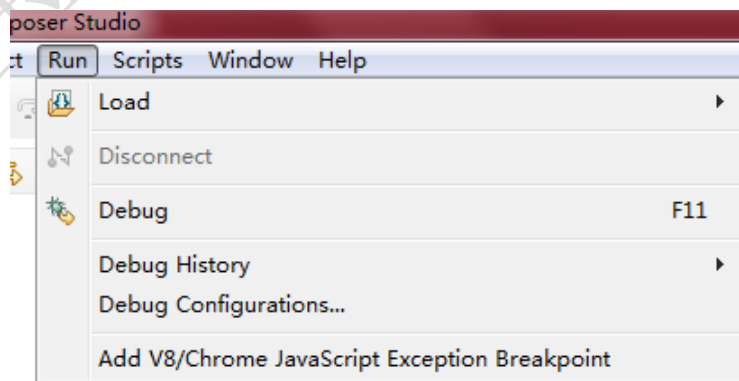 poser Studio
ct Run Scripts Window Help
Load
Disconnect
Debug F11
Debug History
Debug Configurations...
Add V8/Chrome JavaScript Exception Breakpoint